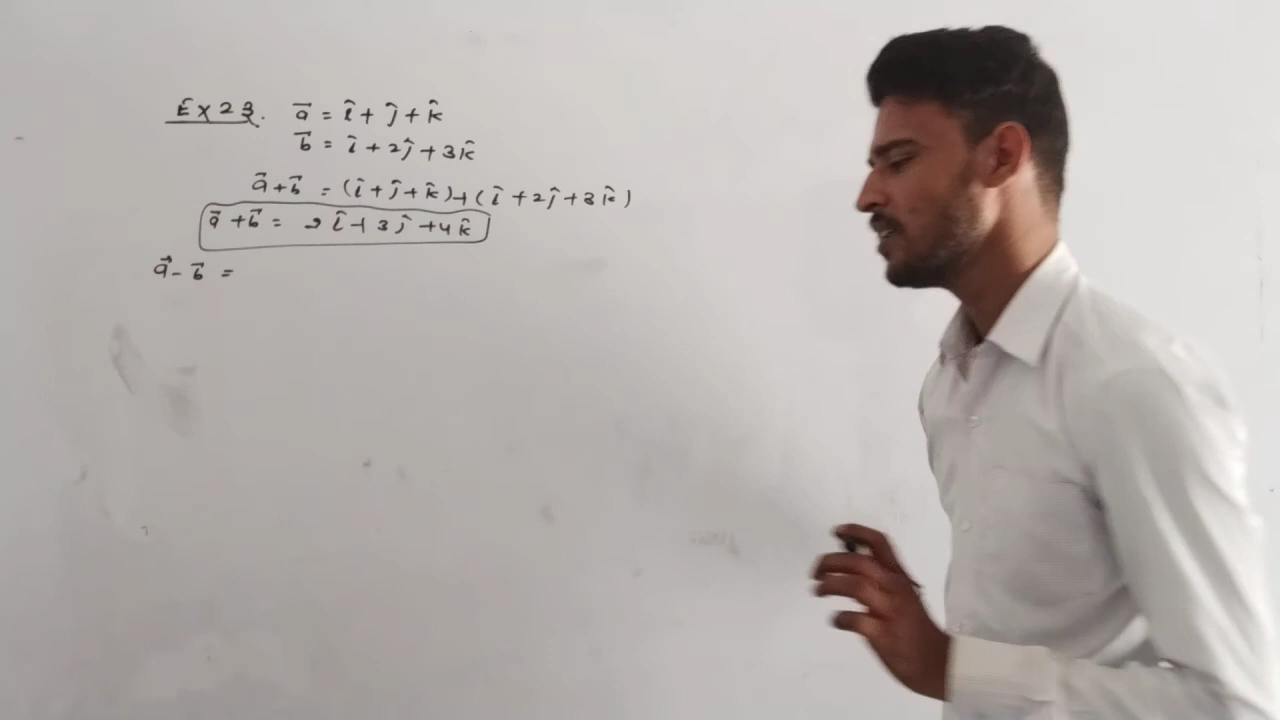 Ex 23. a⃗ = î + ĵ + k̂
b⃗ = î + 2ĵ + 3k̂
a⃗ + b⃗ = (î + ĵ + k̂) + (î + 2ĵ + 3k̂)
a⃗ + b⃗ = 2î + 3ĵ + 4k̂
a⃗ - b⃗ =